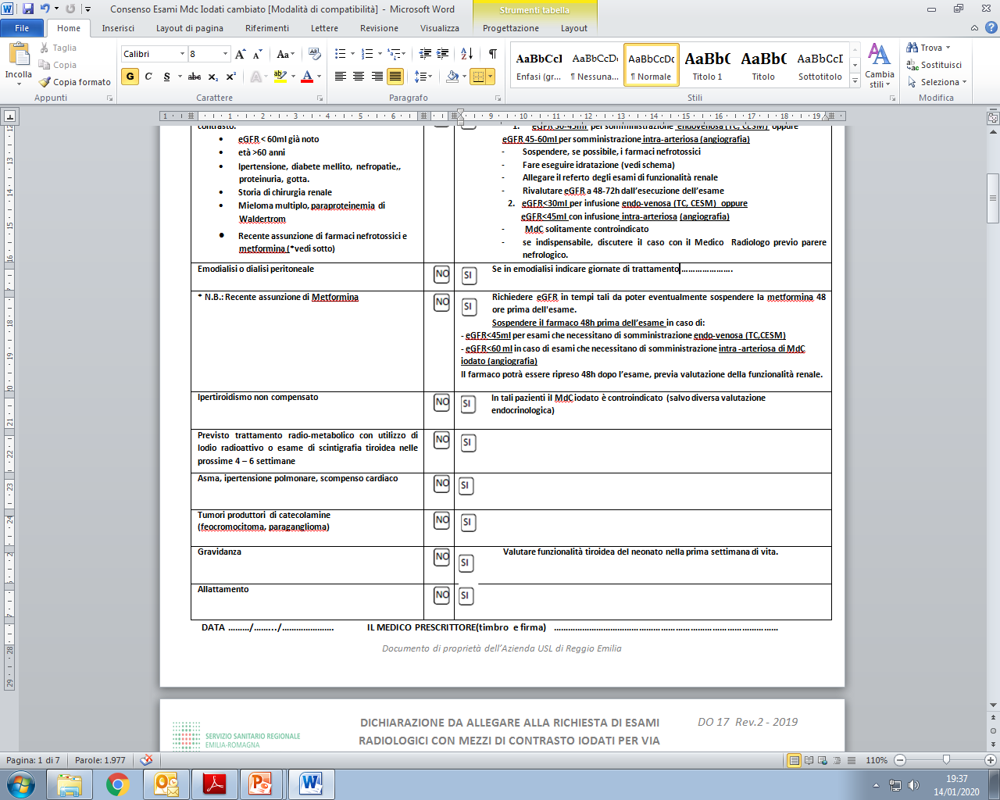 Consenso Esami Mdc Iodati cambiato [Modalità di compatibilità] - Microsoft Word
Strumenti tabella
File Home Inserisci Layout di pagina Riferimenti Lettere Revisione Visualizza Progettazione Layout
Incolla
Taglia
Copia
Copia formato
Appunti
Calibri 8
G C S abc x₂ x²
Carattere
Paragrafo
AaBbCcI AaBbCcDc AaBbCcDc AaBbC AaBbC AaBbCcI
Enfasi (gr... ¶ Nessuna... ¶ Normale Titolo 1 Titolo Sottotitolo
Stili
Cambia stili
Trova
Sostituisci
Seleziona
Modifica
contrasto.
• eGFR < 60ml già noto
• età >60 anni
• Ipertensione, diabete mellito, nefropatie,,
proteinuria, gotta.
• Storia di chirurgia renale
• Mieloma multiplo, paraproteinemia di
Waldertrom
• Recente assunzione di farmaci nefrotossici e
metformina (*vedi sotto)
1. eGFR 30-45ml per somministrazione endovenosa (TC, CESM) oppure
eGFR 45-60ml per somministrazione intra-arteriosa (angiografia)
- Sospendere, se possibile, i farmaci nefrotossici
- Fare eseguire idratazione (vedi schema)
- Allegare il referto degli esami di funzionalità renale
- Rivalutare eGFR a 48-72h dall’esecuzione dell’esame
2. eGFR<30ml per infusione endo-venosa (TC, CESM) oppure
eGFR<45ml con infusione intra-arteriosa (angiografia)
- MdC solitamente controindicato
- se indispensabile, discutere il caso con il Medico Radiologo previo parere
nefrologico.
Emodialisi o dialisi peritoneale NO SI Se in emodialisi indicare giornate di trattamento………………….
* N.B.: Recente assunzione di Metformina NO SI Richiedere eGFR in tempi tali da poter eventualmente sospendere la metformina 48
ore prima dell'esame.
Sospendere il farmaco 48h prima dell’esame in caso di:
- eGFR<45ml per esami che necessitano di somministrazione endo-venosa (TC,CESM)
- eGFR<60 ml in caso di esami che necessitano di somministrazione intra -arteriosa di MdC
iodato (angiografia)
Il farmaco potrà essere ripreso 48h dopo l’esame, previa valutazione della funzionalità renale.
Ipertiroidismo non compensato NO SI In tali pazienti il MdC iodato è controindicato (salvo diversa valutazione
endocrinologica)
Previsto trattamento radio-metabolico con utilizzo di
Iodio radioattivo o esame di scintigrafia tiroidea nelle
prossime 4 – 6 settimane
NO SI
Asma, ipertensione polmonare, scompenso cardiaco NO SI
Tumori produttori di catecolamine
(feocromocitoma, paraganglioma)
NO SI
Gravidanza NO SI Valutare funzionalità tiroidea del neonato nella prima settimana di vita.
Allattamento NO SI
DATA ………/……../…………………. IL MEDICO PRESCRITTORE(timbro e firma) ……………………………………………………………………………………
Documento di proprietà dell’Azienda USL di Reggio Emilia
SERVIZIO SANITARIO REGIONALE
EMILIA-ROMAGNA
DICHIARAZIONE DA ALLEGARE ALLA RICHIESTA DI ESAMI
RADIOLOGICI CON MEZZI DI CONTRASTO IODATI PER VIA
DO 17 Rev.2 - 2019
Pagina: 1 di 7 Parole: 1.977 110%
19:37
14/01/2020